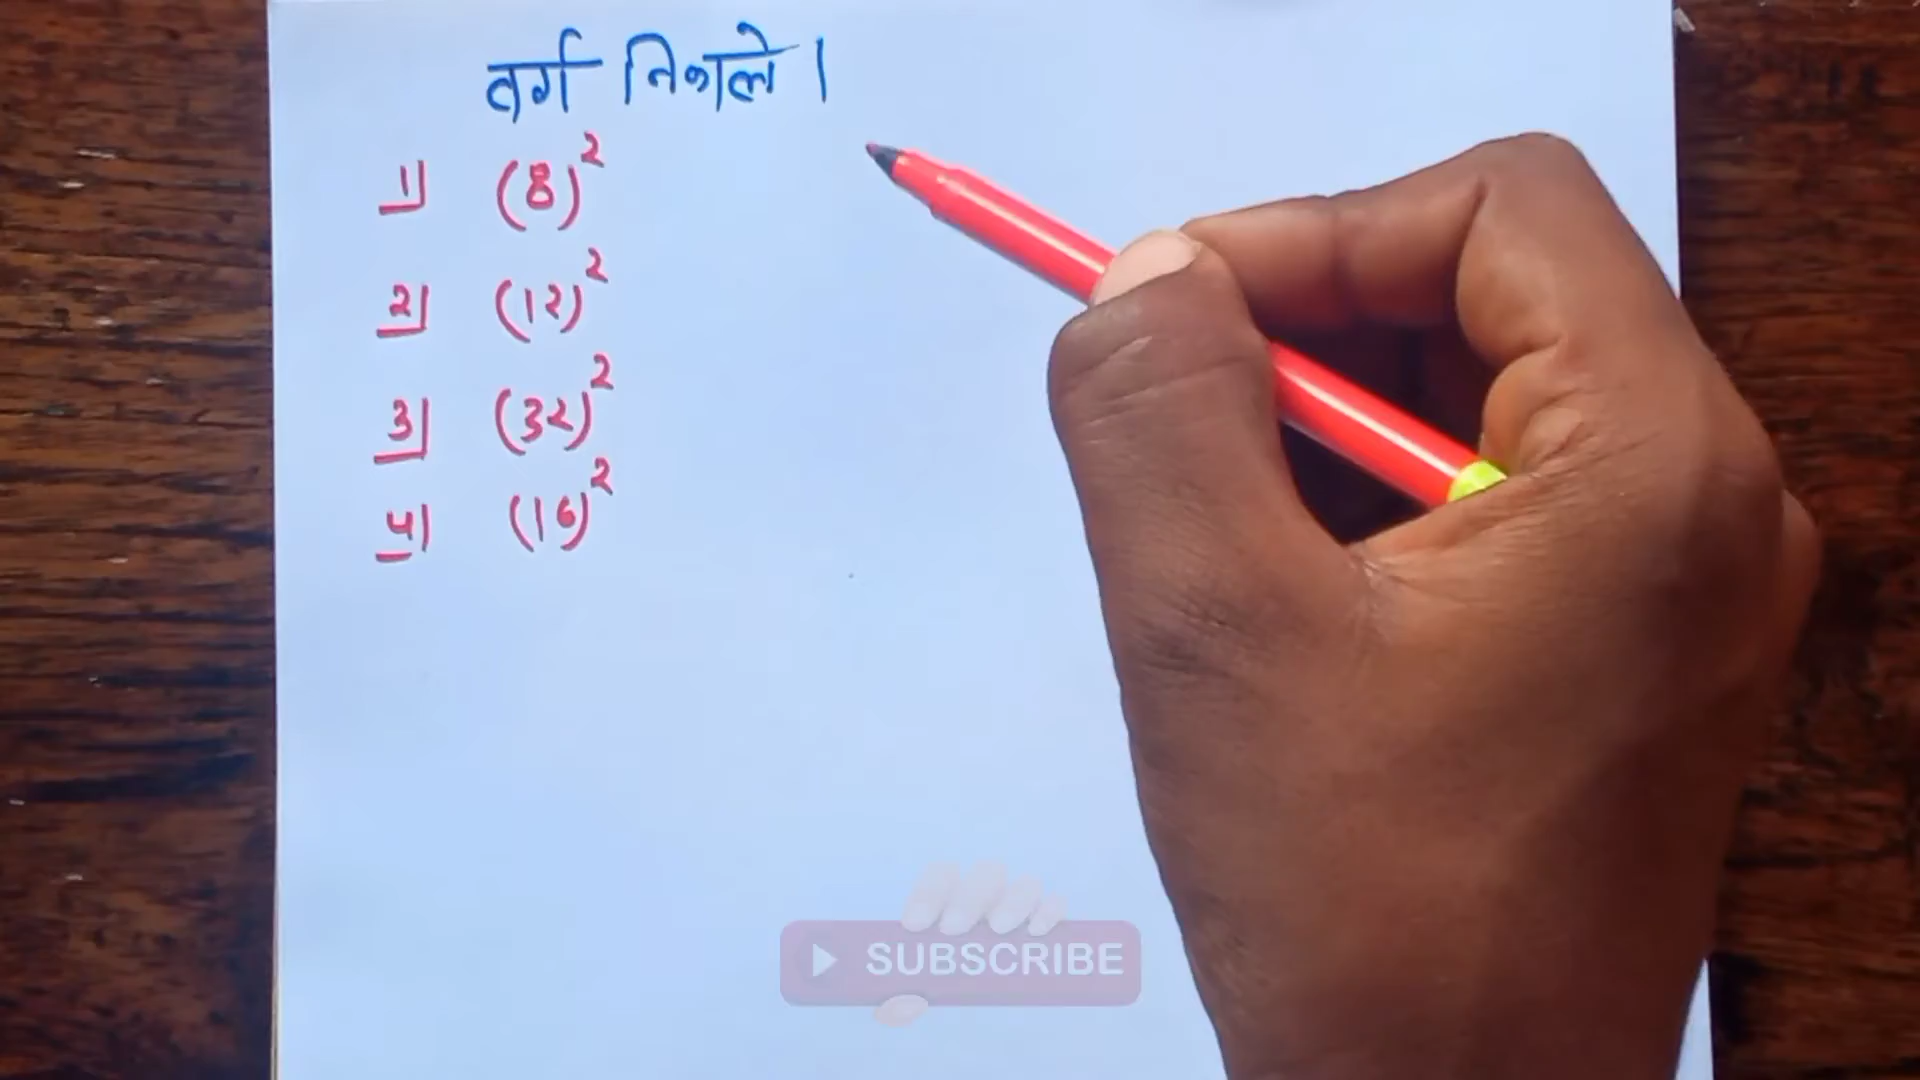 वर्ग निकाले।
1) (8)²
2) (12)²
3) (32)²
4) (16)²
SUBSCRIBE